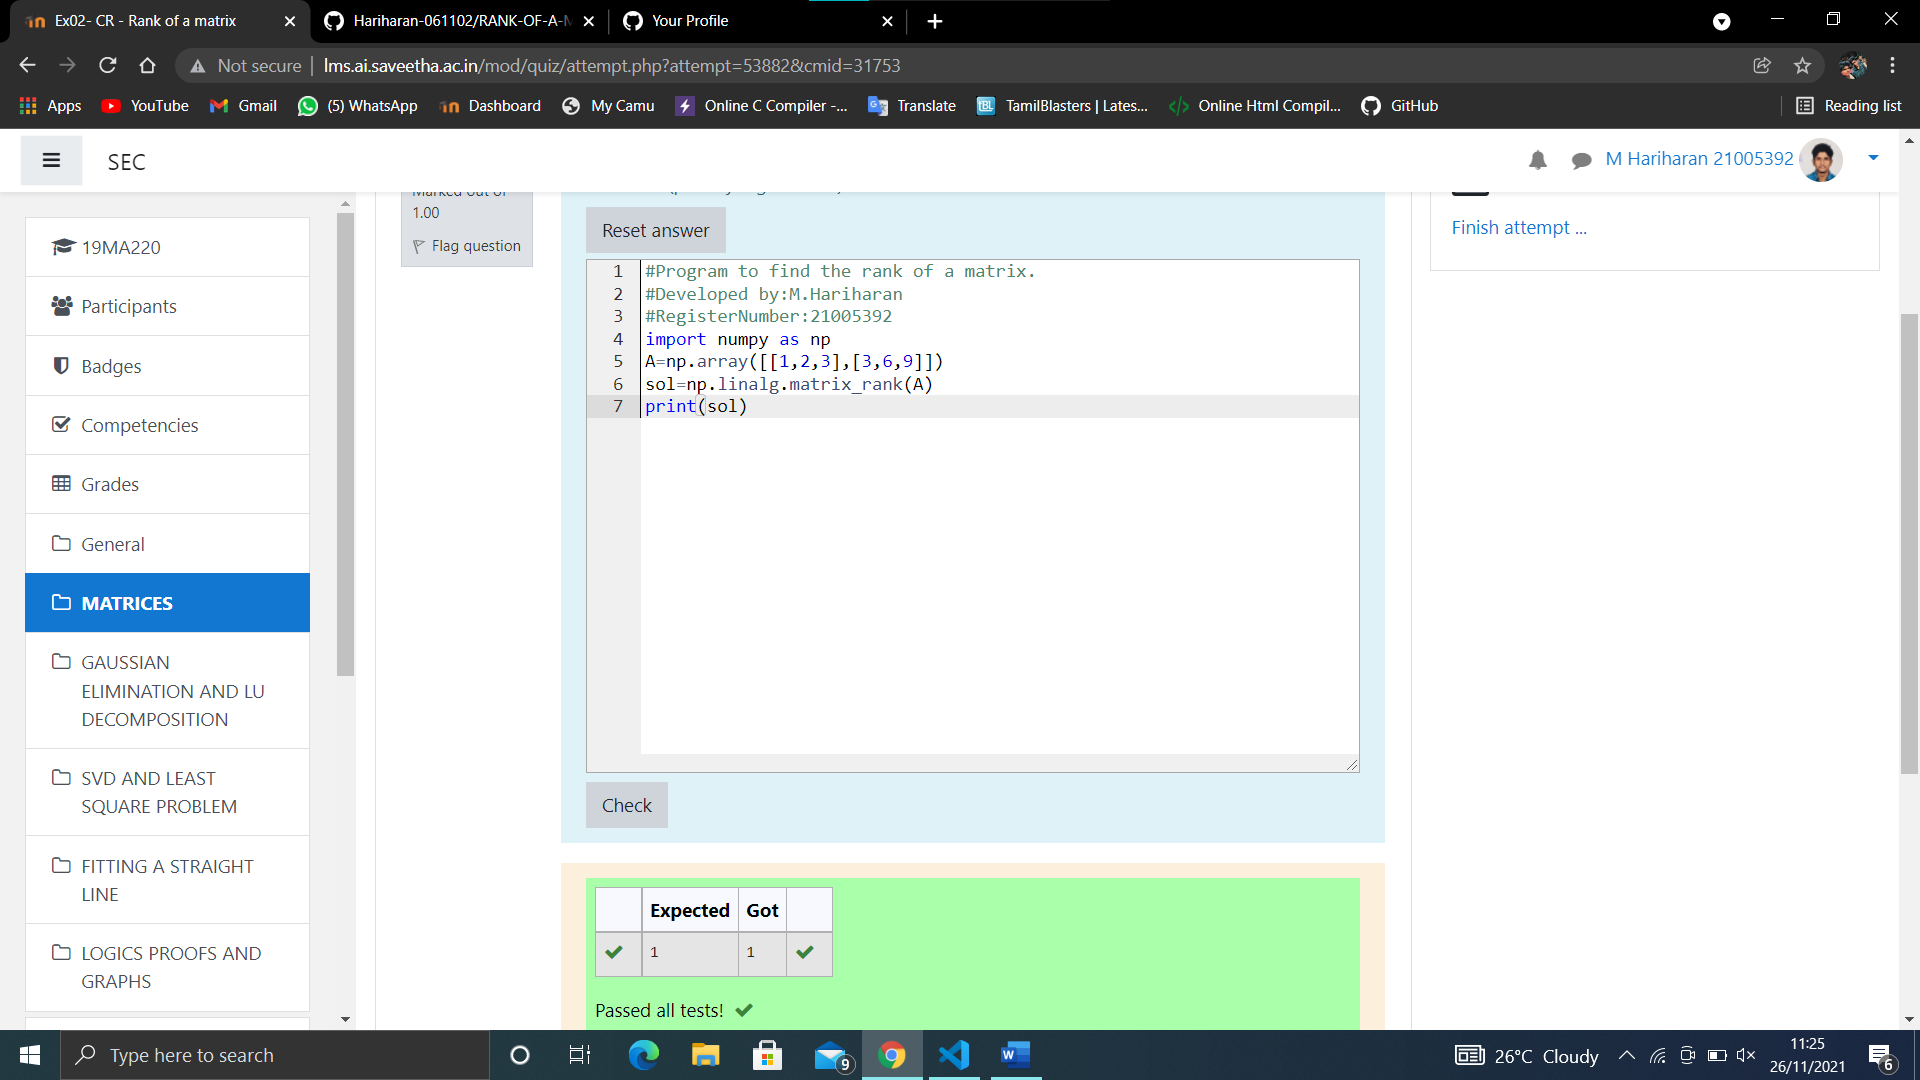 Ex02- CR - Rank of a matrix
Hariharan-061102/RANK-OF-A-M
Your Profile
Not secure
lms.ai.saveetha.ac.in/mod/quiz/attempt.php?attempt=53882&cmid=31753
Apps
YouTube
Gmail
(5) WhatsApp
Dashboard
My Camu
Online C Compiler -...
Translate
TamilBlasters | Lates...
Online Html Compil...
GitHub
Reading list
SEC
M Hariharan 21005392
19MA220
Participants
Badges
Competencies
Grades
General
MATRICES
GAUSSIAN
ELIMINATION AND LU
DECOMPOSITION
SVD AND LEAST
SQUARE PROBLEM
FITTING A STRAIGHT
LINE
LOGICS PROOFS AND
GRAPHS
Marked out of
1.00
Flag question
Reset answer
1 #Program to find the rank of a matrix.
2 #Developed by:M.Hariharan
3 #RegisterNumber:21005392
4 import numpy as np
5 A=np.array([[1,2,3],[3,6,9]])
6 sol=np.linalg.matrix_rank(A)
7 print(sol)
Check
Expected Got
1 1
Passed all tests!
Finish attempt ...
Type here to search
9
26°C Cloudy
11:25
26/11/2021
6